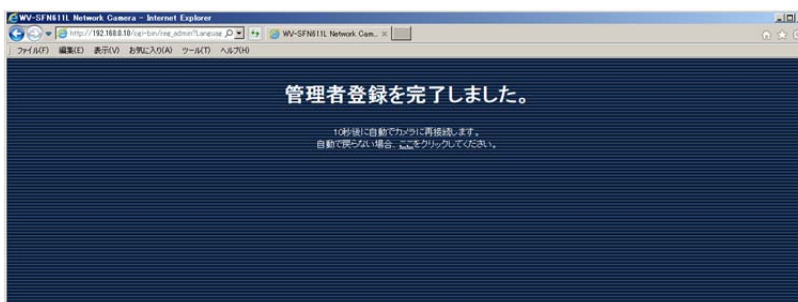 WV-SFN611L Network Camera - Internet Explorer
http://192.168.0.10/cgi-bin/reg_admin?Language
WV-SFN611L Network Cam...
ファイル(F) 編集(E) 表示(V) お気に入り(A) ツール(T) ヘルプ(H)
管理者登録を完了しました。
10秒後に自動でカメラに再接続します。
自動で戻らない場合、ここをクリックしてください。